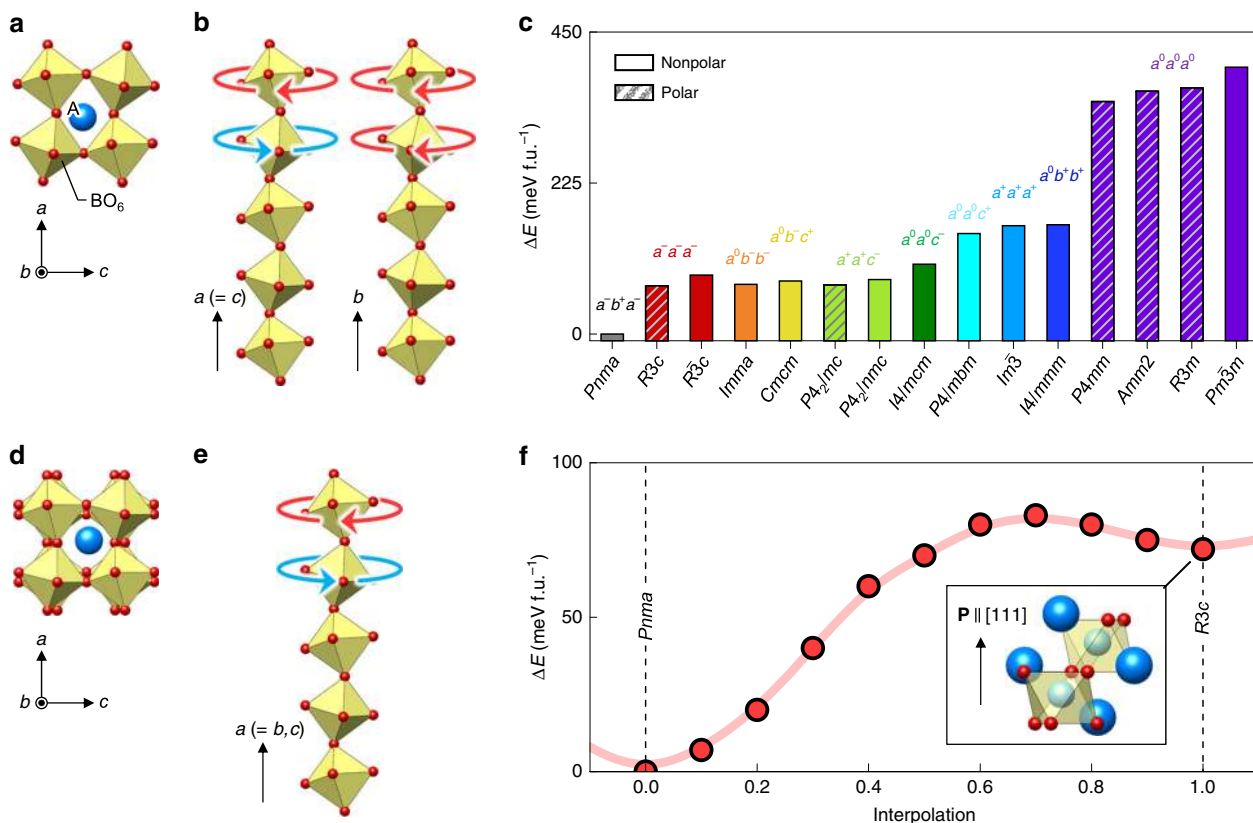 a
A
BO₆
a
b
c
b
a (= c)
b
c
450
225
0
ΔE (meV f.u.⁻¹)
Nonpolar
Polar
a⁻b⁺a⁻
a⁻a⁻a⁻
a⁰b⁻b⁻
a⁰b⁻c⁺
a⁺a⁺c⁻
a⁰a⁰c⁻
a⁰a⁰c⁺
a⁺a⁺a⁺
a⁰b⁺b⁺
a⁰a⁰a⁰
Pnma
R3c
R3̄c
Imma
Cmcm
P4₂/mc
P4₂/nmc
I4/mcm
P4/mbm
Im3̄
I4/mmm
P4mm
Amm2
R3m
Pm3̄m
d
a
b
c
e
a (= b,c)
f
100
50
0
ΔE (meV f.u.⁻¹)
Pnma
R3c
P || [111]
0.0
0.2
0.4
0.6
0.8
1.0
Interpolation